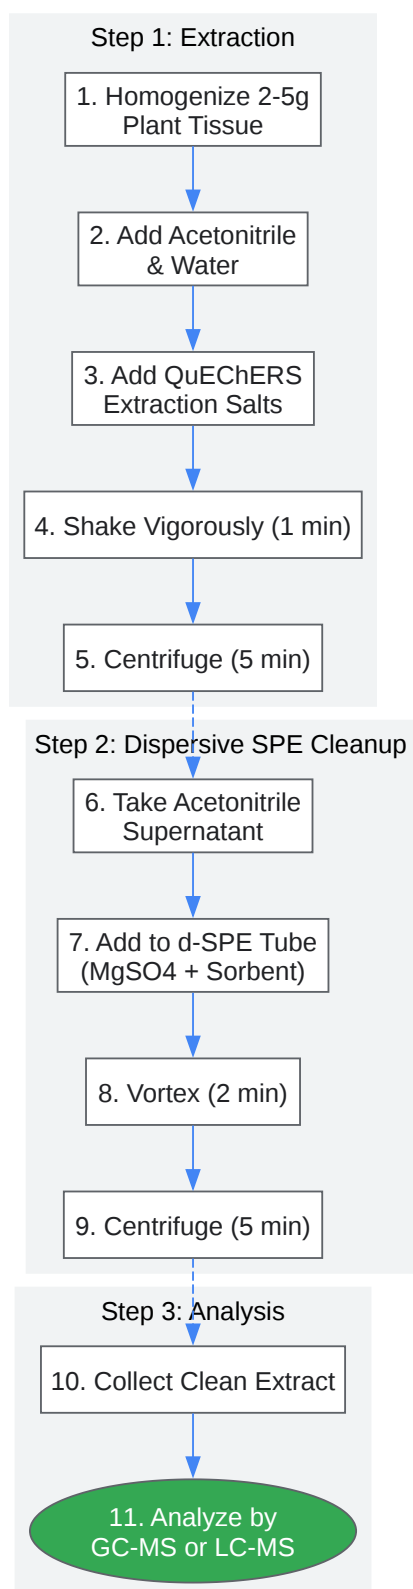 Step 1: Extraction
1. Homogenize 2-5g
Plant Tissue
2. Add Acetonitrile
& Water
3. Add QuEChERS
Extraction Salts
4. Shake Vigorously (1 min)
5. Centrifuge (5 min)
Step 2: Dispersive SPE Cleanup
6. Take Acetonitrile
Supernatant
7. Add to d-SPE Tube
(MgSO4 + Sorbent)
8. Vortex (2 min)
9. Centrifuge (5 min)
Step 3: Analysis
10. Collect Clean Extract
11. Analyze by
GC-MS or LC-MS